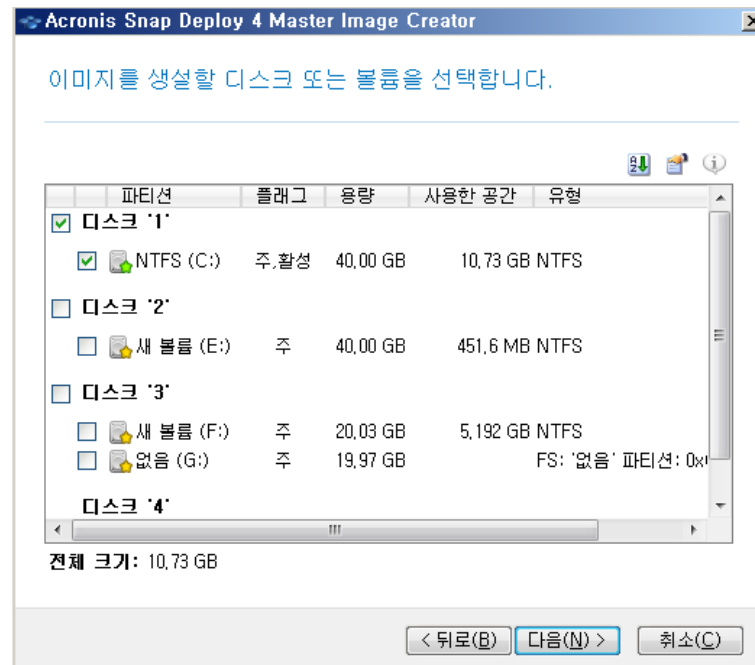 Acronis Snap Deploy 4 Master Image Creator
이미지를 생설할 디스크 또는 볼륨을 선택합니다.
파티션 플래그 용량 사용한 공간 유형
디스크 '1'
NTFS (C:) 주,활성 40,00 GB 10,73 GB NTFS
디스크 '2'
새 볼륨 (E:) 주 40,00 GB 451,6 MB NTFS
디스크 '3'
새 볼륨 (F:) 주 20,03 GB 5,192 GB NTFS
없음 (G:) 주 19,97 GB FS: '없음' 파티션:
디스크 '4'
전체 크기: 10,73 GB
< 뒤로(B) 다음(N) > 취소(C)